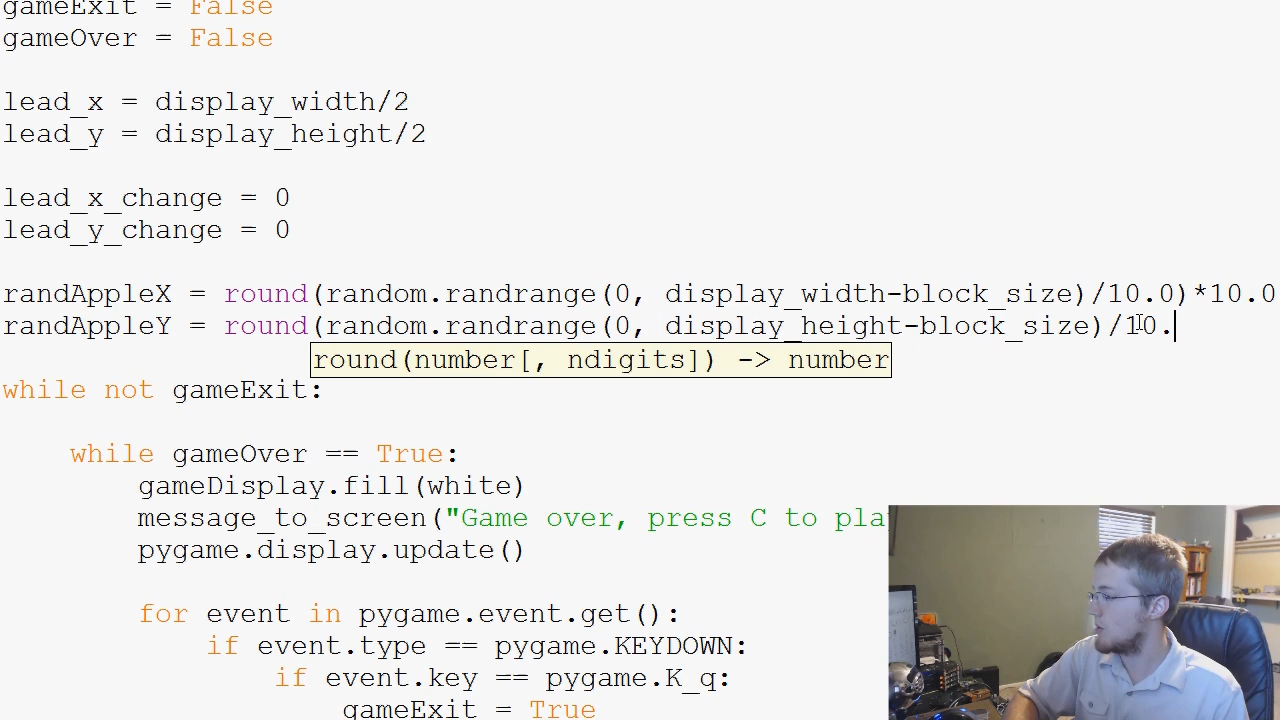 gameExit = False
gameOver = False
lead_x = display_width/2
lead_y = display_height/2
lead_x_change = 0
lead_y_change = 0
randAppleX = round(random.randrange(0, display_width-block_size)/10.0)*10.0
randAppleY = round(random.randrange(0, display_height-block_size)/10.
round(number[, ndigits]) -> number
while not gameExit:
while gameOver == True:
gameDisplay.fill(white)
message_to_screen("Game over, press C to pla
pygame.display.update()
for event in pygame.event.get():
if event.type == pygame.KEYDOWN:
if event.key == pygame.K_q:
gameExit = True